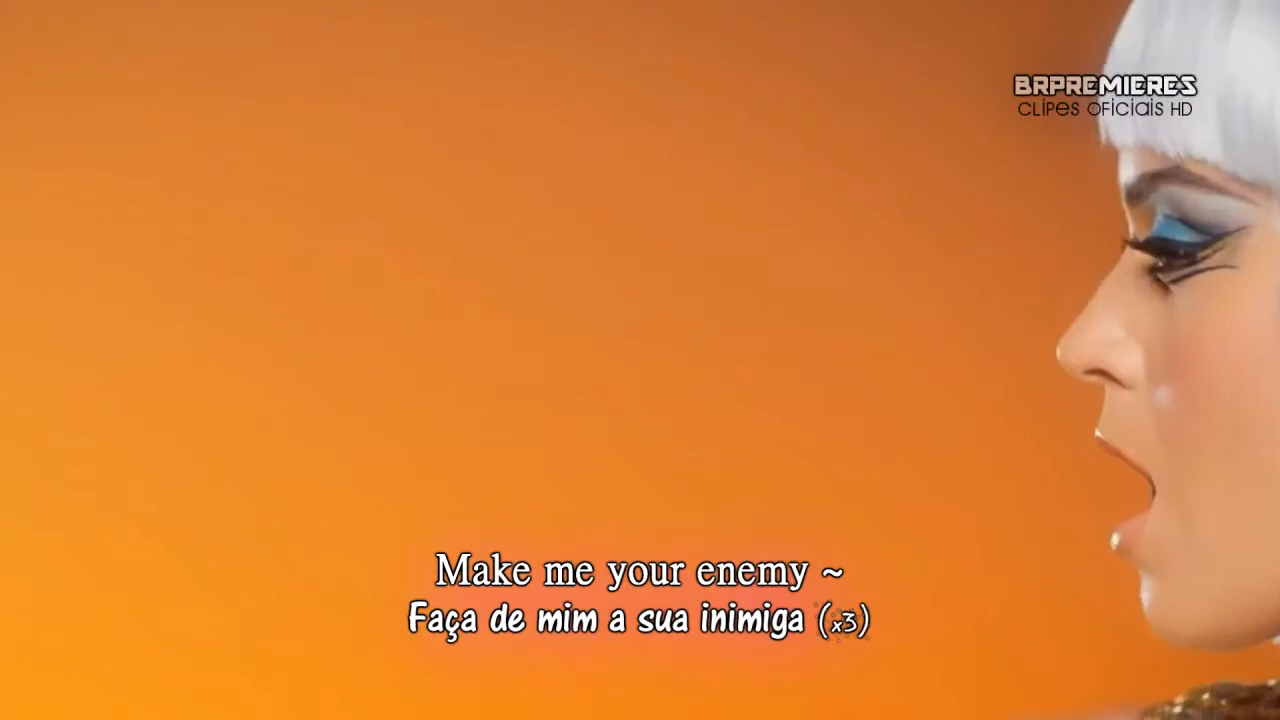 BRPREMIERES
CLIPES OFICIAIS HD
Make me your enemy ~
Faça de mim a sua inimiga (x3)